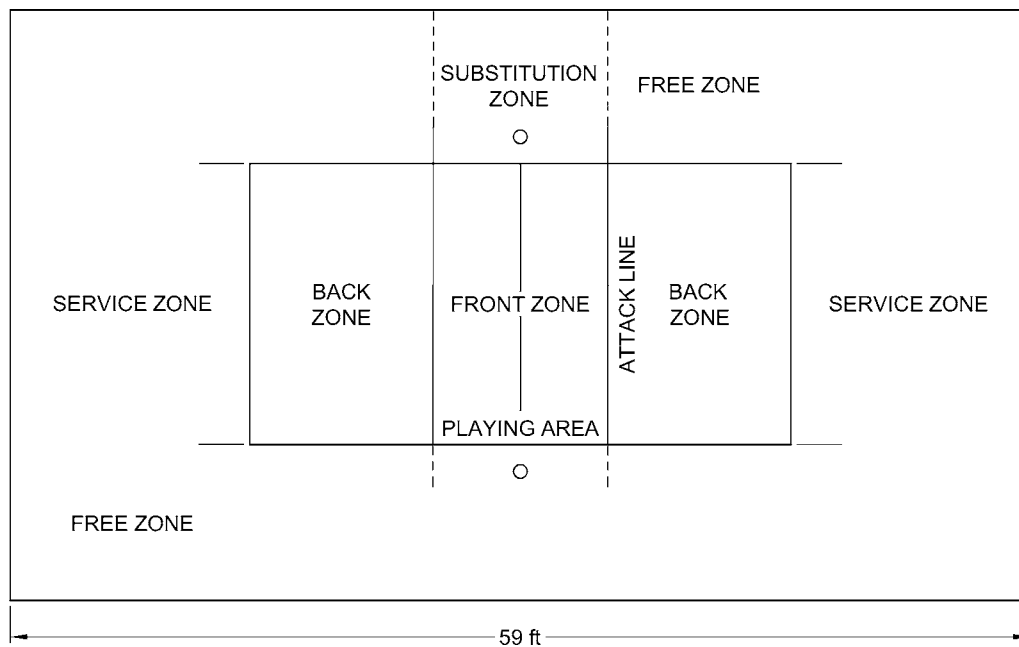 SUBSTITUTION
ZONE
FREE ZONE
SERVICE ZONE
BACK
ZONE
FRONT ZONE
ATTACK LINE
BACK
ZONE
SERVICE ZONE
PLAYING AREA
FREE ZONE
59 ft